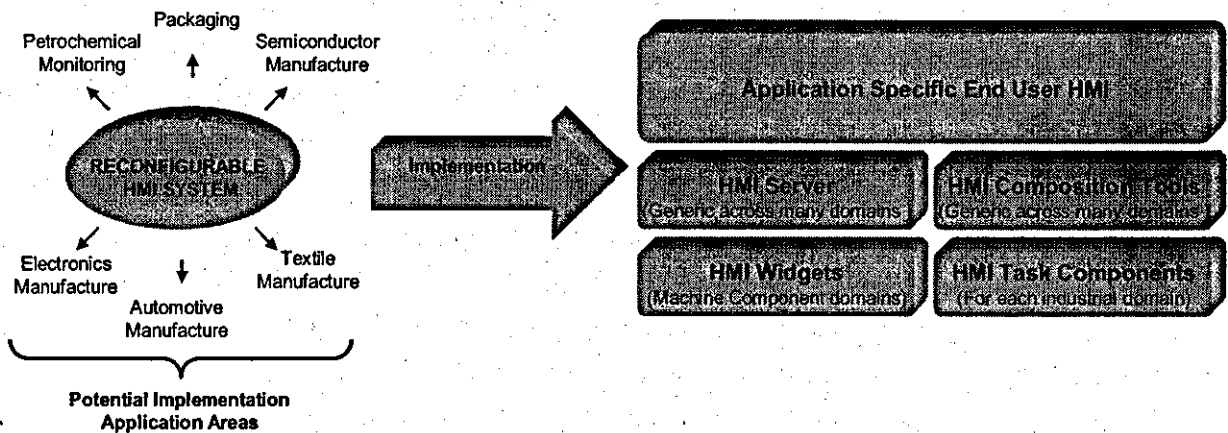 Packaging
Petrochemical
Monitoring
Semiconductor
Manufacture
RECONFIGURABLE
HMI SYSTEM
Electronics
Manufacture
Textile
Manufacture
Automotive
Manufacture
Potential Implementation
Application Areas
Implementation
Application Specific End User HMI
HMI Server
(Generic across many domains)
HMI Composition Tools
(Generic across many domains)
HMI Widgets
(Machine Component domains)
HMI Task Components
(For each industrial domain)